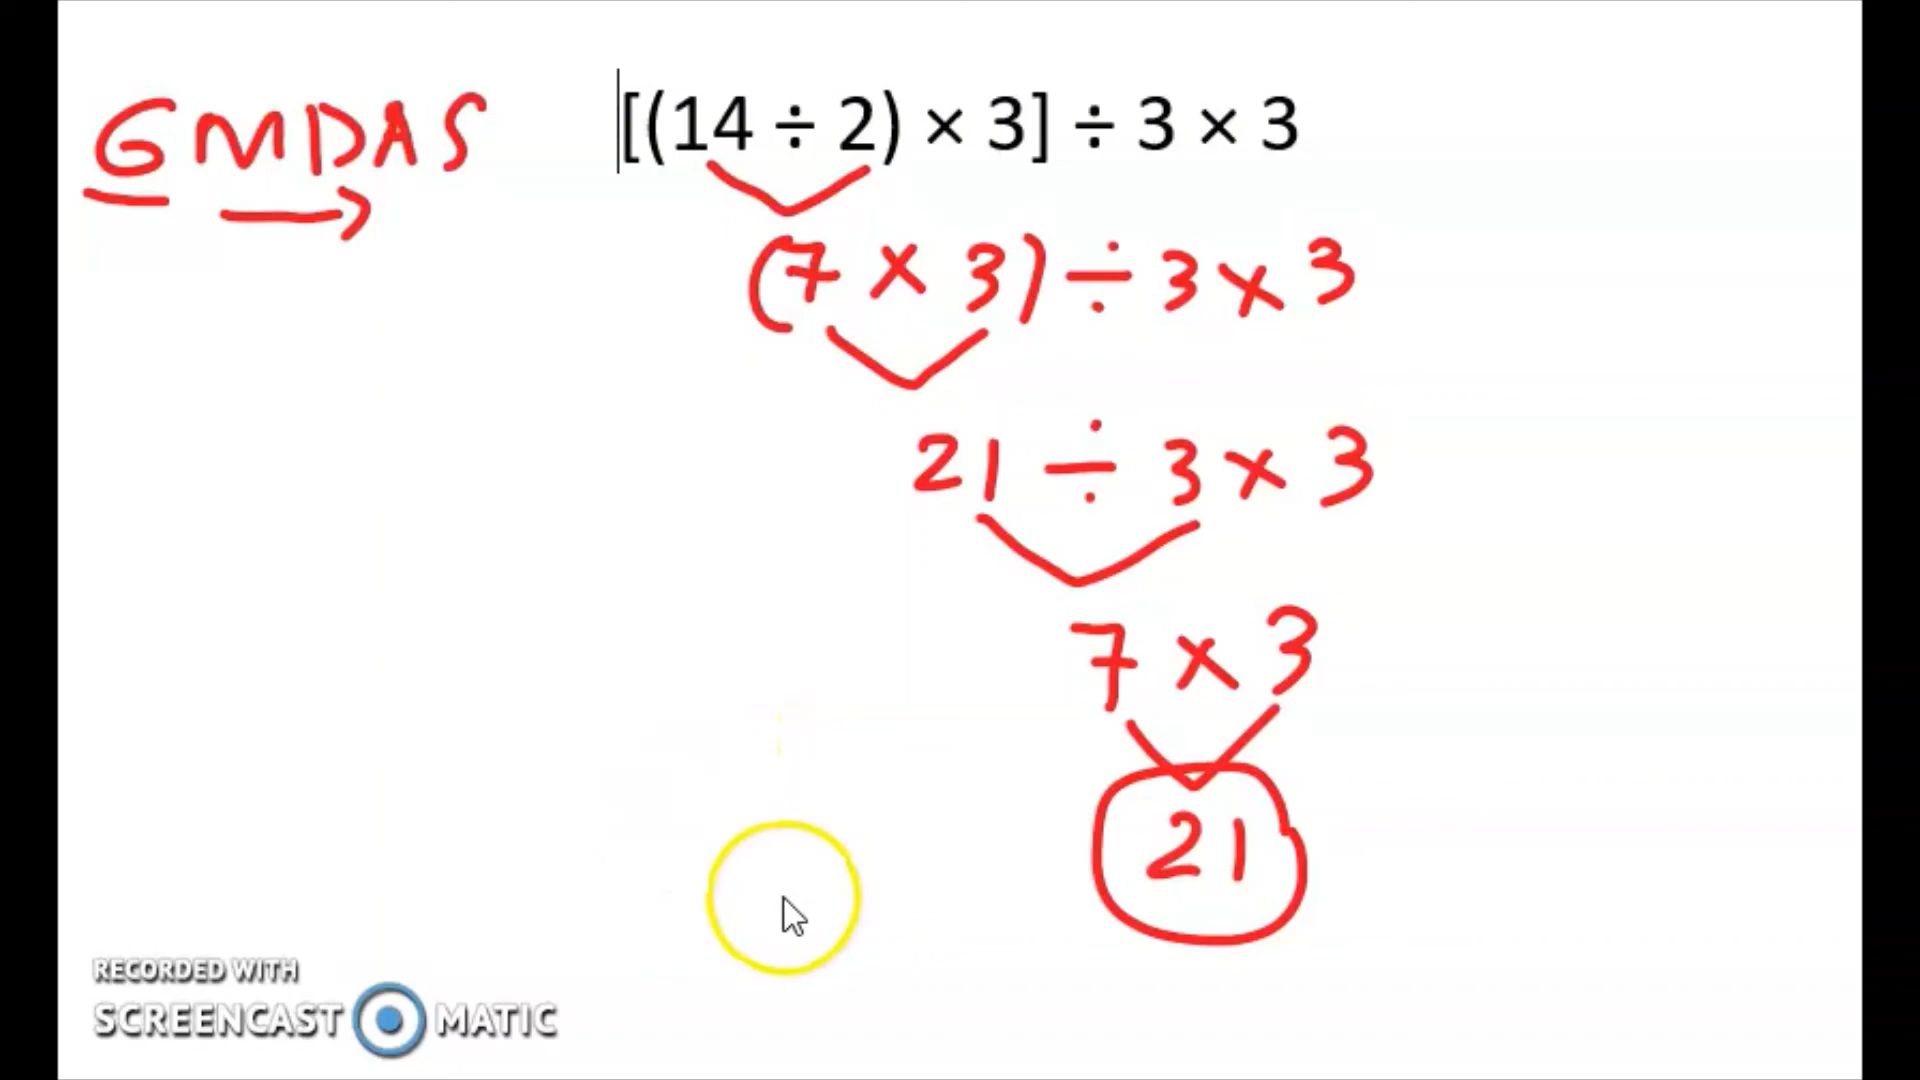 GMDAS
[(14 ÷ 2) × 3] ÷ 3 × 3
(7 × 3) ÷ 3 × 3
21 ÷ 3 × 3
7 × 3
21
RECORDED WITH
SCREENCAST MATIC